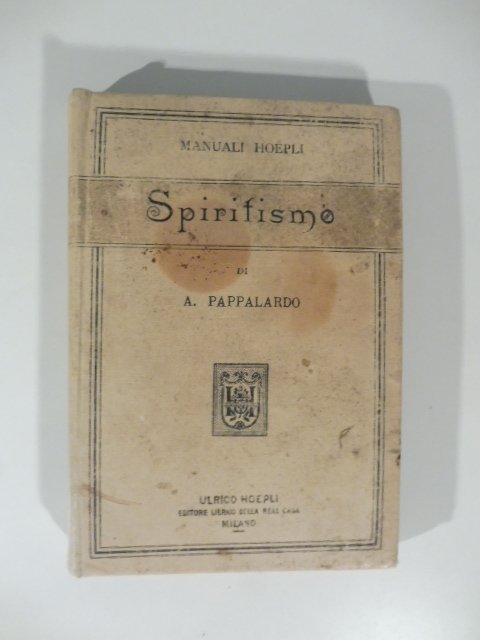 MANUALI HOEPLI
Spiritismo
DI
A. PAPPALARDO
ULRICO HOEPLI
EDITORE LIBRAIO DELLA REAL CASA
MILANO